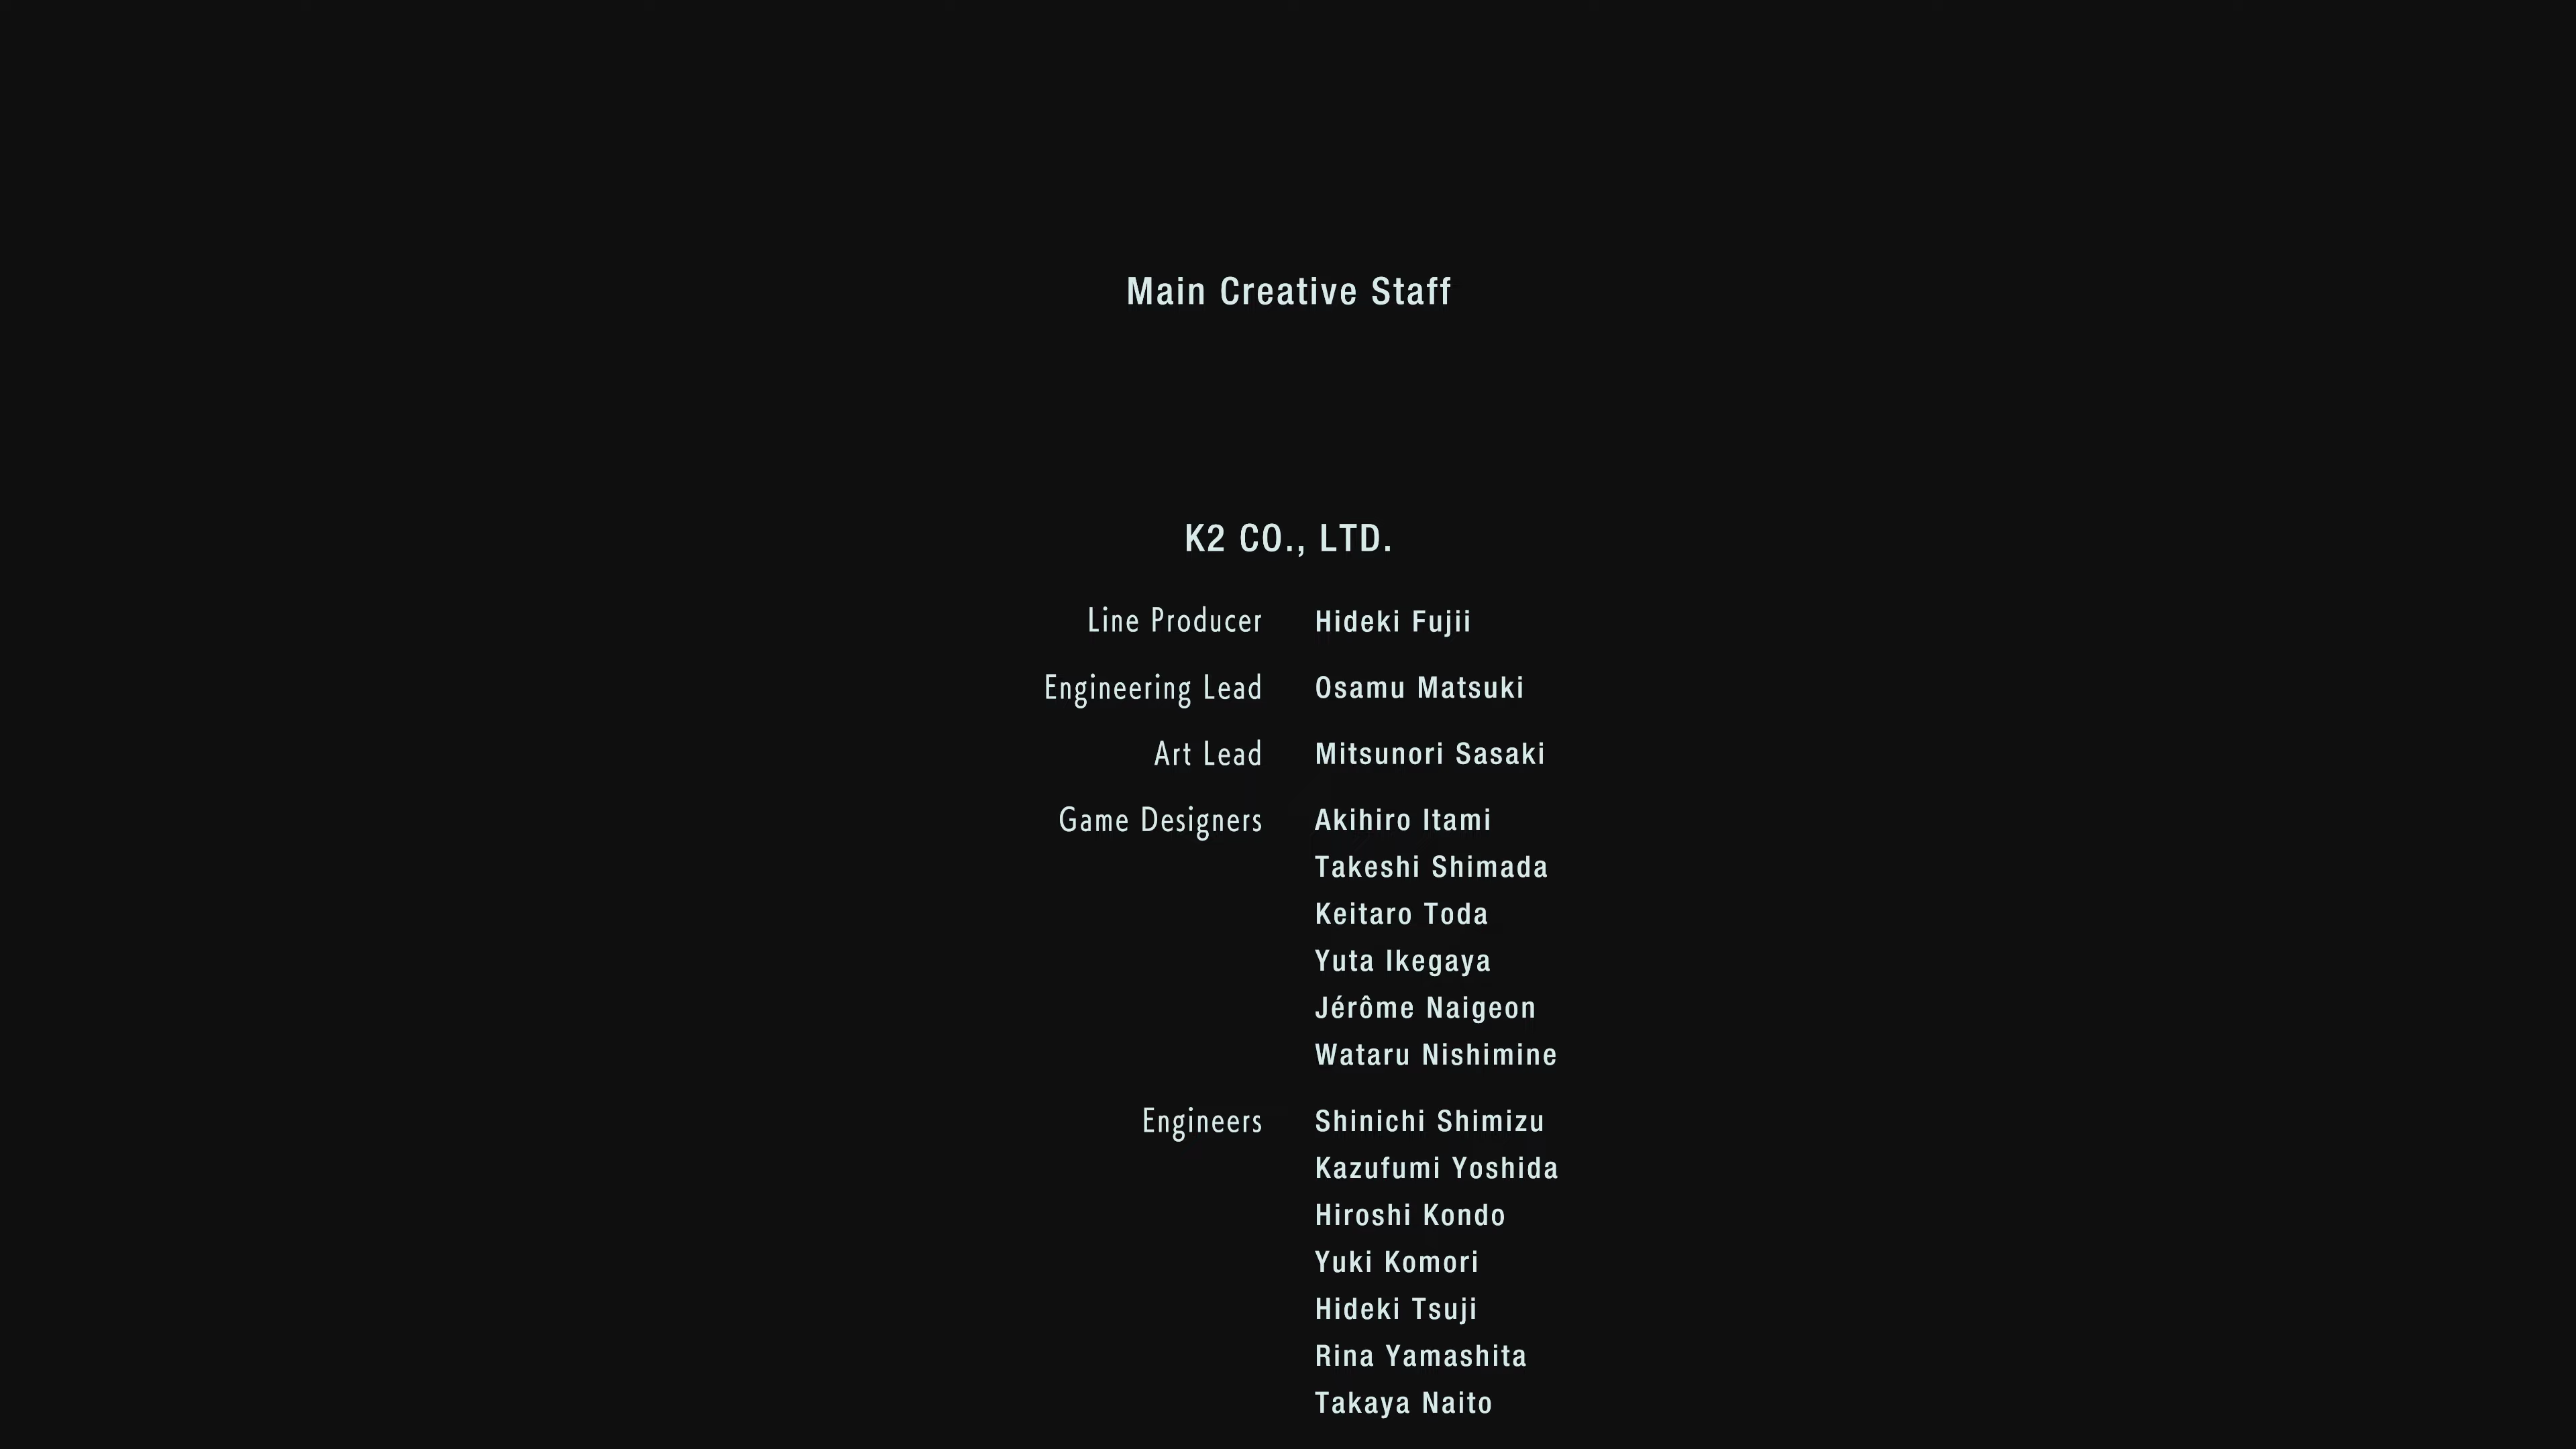 Main Creative Staff
K2 CO., LTD.
Line Producer Hideki Fujii
Engineering Lead Osamu Matsuki
Art Lead Mitsunori Sasaki
Game Designers Akihiro Itami
Takeshi Shimada
Keitaro Toda
Yuta Ikegaya
Jérôme Naigeon
Wataru Nishimine
Engineers Shinichi Shimizu
Kazufumi Yoshida
Hiroshi Kondo
Yuki Komori
Hideki Tsuji
Rina Yamashita
Takaya Naito